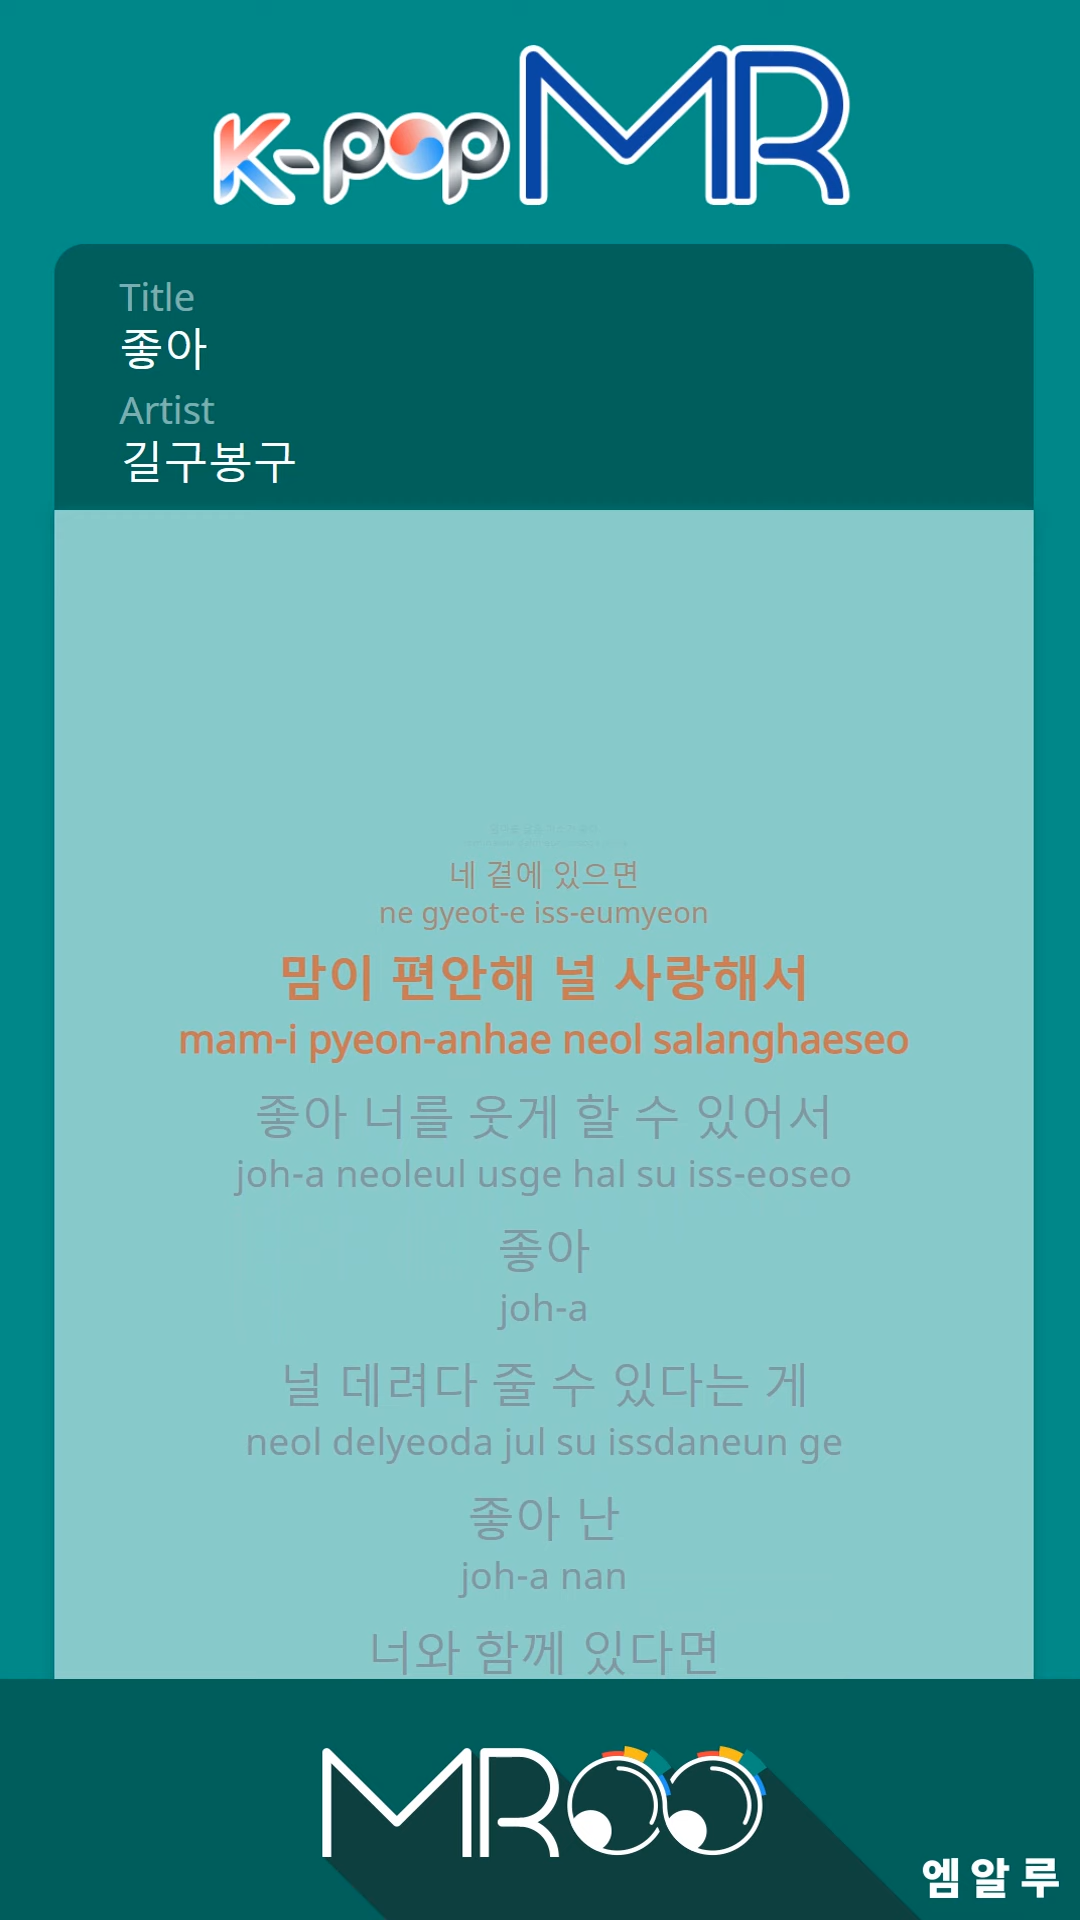 K-pop MR
Title
좋아
Artist
길구봉구
네 곁에 있으면
ne gyeot-e iss-eumyeon
맘이 편안해 널 사랑해서
mam-i pyeon-anhae neol salanghaeseo
좋아 너를 웃게 할 수 있어서
joh-a neoleul usge hal su iss-eoseo
좋아
joh-a
널 데려다 줄 수 있다는 게
neol delyeoda jul su issdaneun ge
좋아 난
joh-a nan
너와 함께 있다면
MROO
엠알루